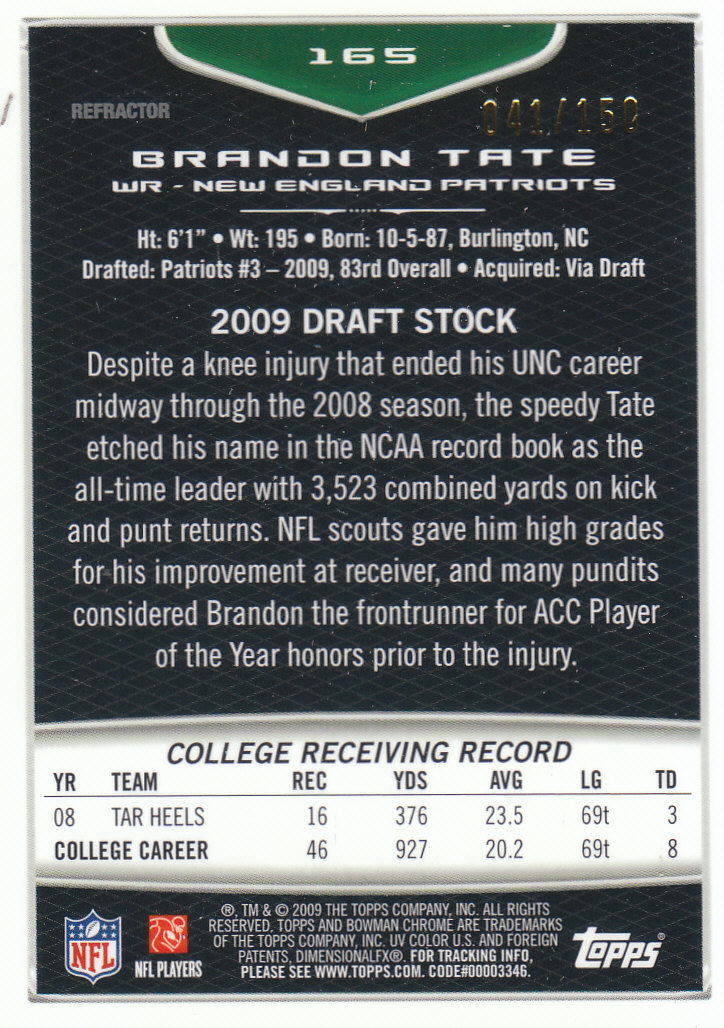 165
REFRACTOR 041/150
BRANDON TATE
WR - NEW ENGLAND PATRIOTS
Ht: 6'1" • Wt: 195 • Born: 10-5-87, Burlington, NC
Drafted: Patriots #3 – 2009, 83rd Overall • Acquired: Via Draft
2009 DRAFT STOCK
Despite a knee injury that ended his UNC career
midway through the 2008 season, the speedy Tate
etched his name in the NCAA record book as the
all-time leader with 3,523 combined yards on kick
and punt returns. NFL scouts gave him high grades
for his improvement at receiver, and many pundits
considered Brandon the frontrunner for ACC Player
of the Year honors prior to the injury.
COLLEGE RECEIVING RECORD
YR TEAM REC YDS AVG LG TD
08 TAR HEELS 16 376 23.5 69t 3
COLLEGE CAREER 46 927 20.2 69t 8
®, TM & © 2009 THE TOPPS COMPANY, INC. ALL RIGHTS
RESERVED. TOPPS AND BOWMAN CHROME ARE TRADEMARKS
OF THE TOPPS COMPANY, INC. UV COLOR U.S. AND FOREIGN
PATENTS, DIMENSIONALFX®. FOR TRACKING INFO,
PLEASE SEE WWW.TOPPS.COM. CODE#00003346.
NFL
NFL PLAYERS
topps®